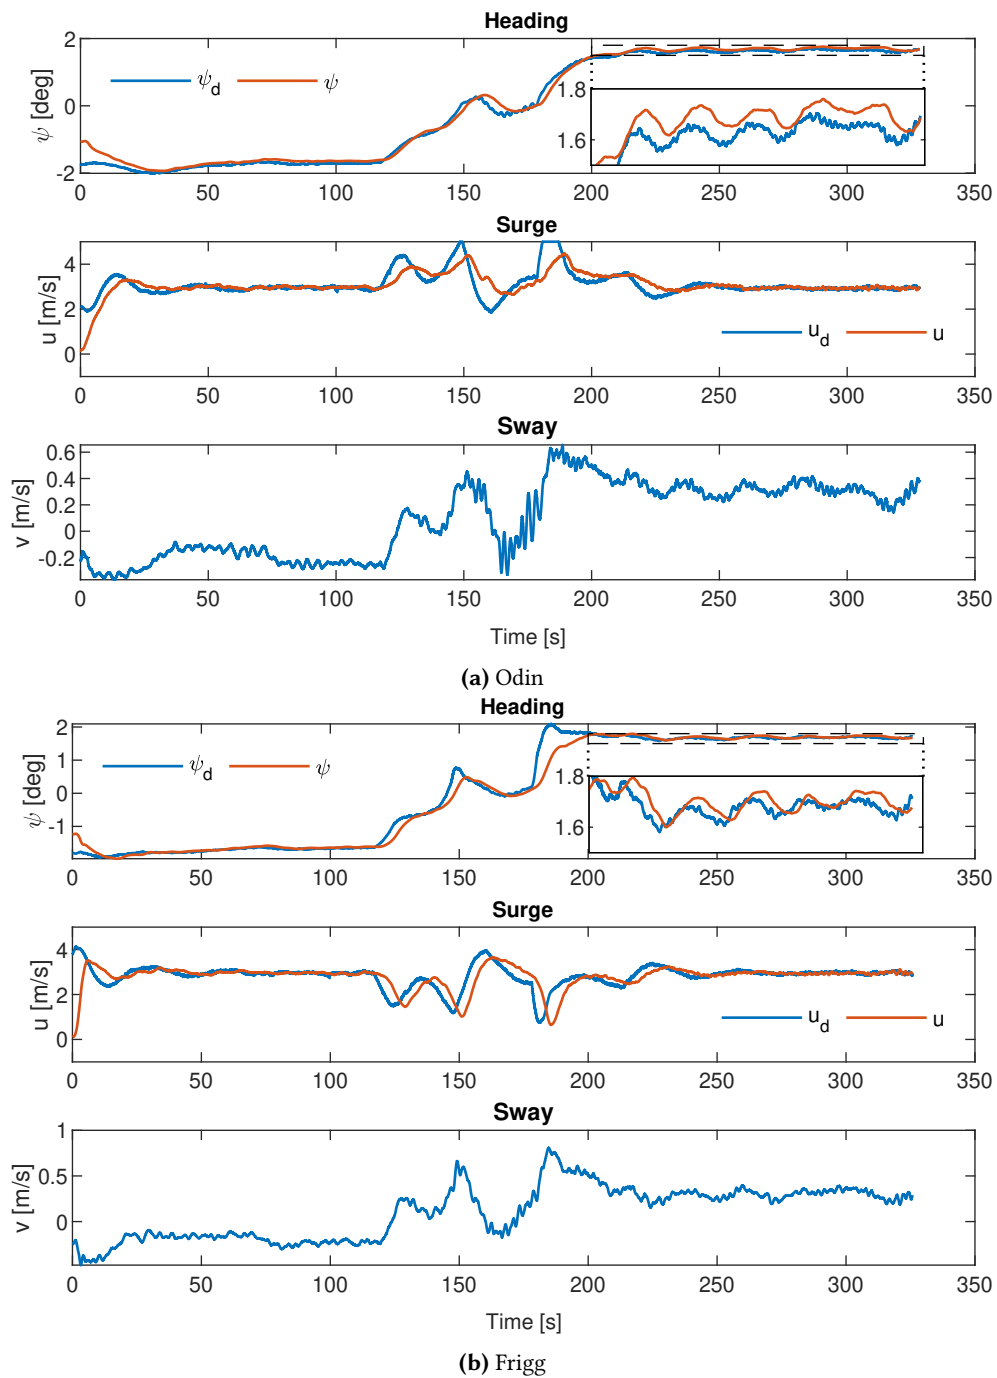 Heading
2
0
-2
ψ [deg]
ψd
ψ
1.8
1.6
0 50 100 150 200 250 300 350
Surge
4
2
0
u [m/s]
ud
u
0 50 100 150 200 250 300 350
Sway
0.6
0.4
0.2
0
-0.2
v [m/s]
0 50 100 150 200 250 300 350
Time [s]
(a) Odin
Heading
2
1
0
-1
ψ [deg]
ψd
ψ
1.8
1.6
0 50 100 150 200 250 300 350
Surge
4
2
0
u [m/s]
ud
u
0 50 100 150 200 250 300 350
Sway
1
0.5
0
v [m/s]
0 50 100 150 200 250 300 350
Time [s]
(b) Frigg